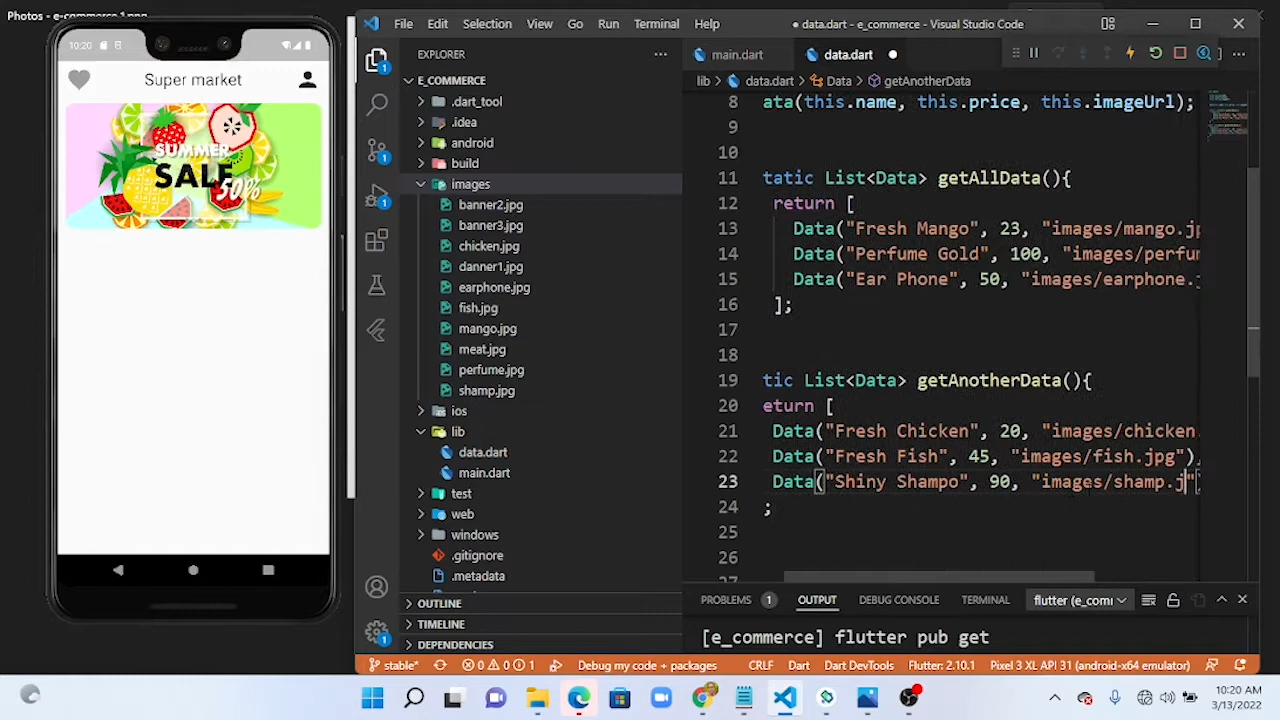 Photos - e-commerce 1.png
10:20
Super market
SUMMER
SALE
50%
File Edit Selection View Go Run Terminal Help
● data.dart - e_commerce - Visual Studio Code
EXPLORER
E_COMMERCE
.dart_tool
.idea
build
images
banner2.jpg
banner3.jpg
chicken.jpg
danner1.jpg
earphone.jpg
fish.jpg
mango.jpg
meat.jpg
perfume.jpg
shamp.jpg
ios
lib
data.dart
main.dart
test
web
windows
.gitignore
.metadata
OUTLINE
TIMELINE
DEPENDENCIES
main.dart
data.dart
lib > data.dart > Data > getAnotherData
8 ata(this.name, this.price, this.imageUrl);
9
10
11 tatic List<Data> getAllData(){
12 return [
13 Data("Fresh Mango", 23, "images/mango.jp
14 Data("Perfume Gold", 100, "images/perfum
15 Data("Ear Phone", 50, "images/earphone.j
16 ];
17
18
19 tic List<Data> getAnotherData(){
20 eturn [
21 Data("Fresh Chicken", 20, "images/chicken.
22 Data("Fresh Fish", 45, "images/fish.jpg"),
23 Data("Shiny Shampo", 90, "images/shamp.j")
24 ;
25
26
27
PROBLEMS 1 OUTPUT DEBUG CONSOLE TERMINAL flutter (e_comm
[e_commerce] flutter pub get
stable* 0 0 1 Debug my code + packages CRLF Dart Dart DevTools Flutter: 2.10.1 Pixel 3 XL API 31 (android-x64 emulator)
10:20 AM
3/13/2022